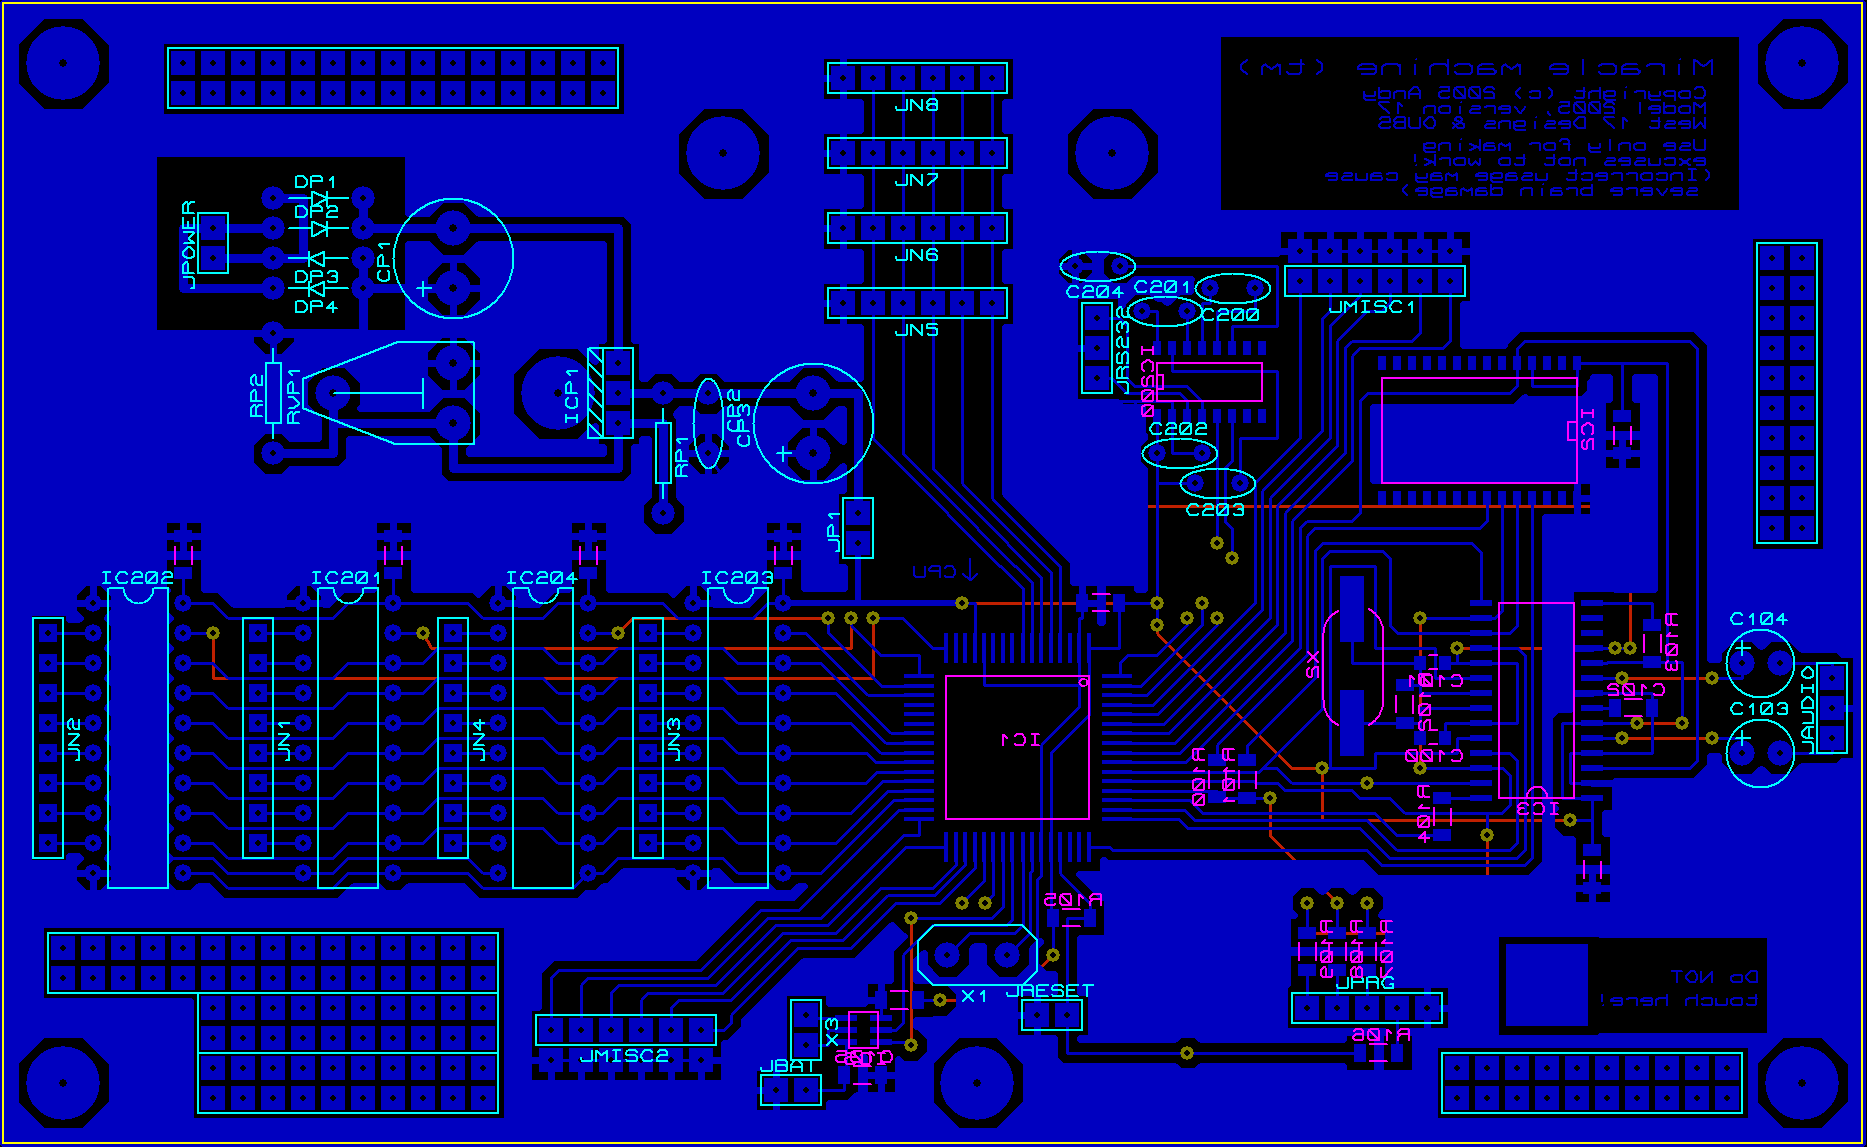 Miracle machine (tm)
Copyright (c) 2005 Andy
Model 2005, version 17
West 17 Designs & OUBS
Use only for making
excuses not to work!
(Incorrect usage may cause
severe brain damage)
JN8
JN7
JN6
JN5
DP1
DP2
DP3
DP4
JPOWER
CP1
RP2
RVP1
ICP1
RP1
CP2
CP3
JP1
C204
C201
C200
JRS232
JMISC1
IC200
C202
C203
IC5
CPU
IC202
IC201
IC204
IC203
JN2
JN1
JN4
JN3
IC1
X2
C101
R102
C100
R100
R101
R104
IC3
R103
C102
C104
C103
JAUDIO
R105
X1
JRESET
R109
R108
R107
JPRG
R106
JMISC2
X3
JBAT
C105
Do NOT
touch here!